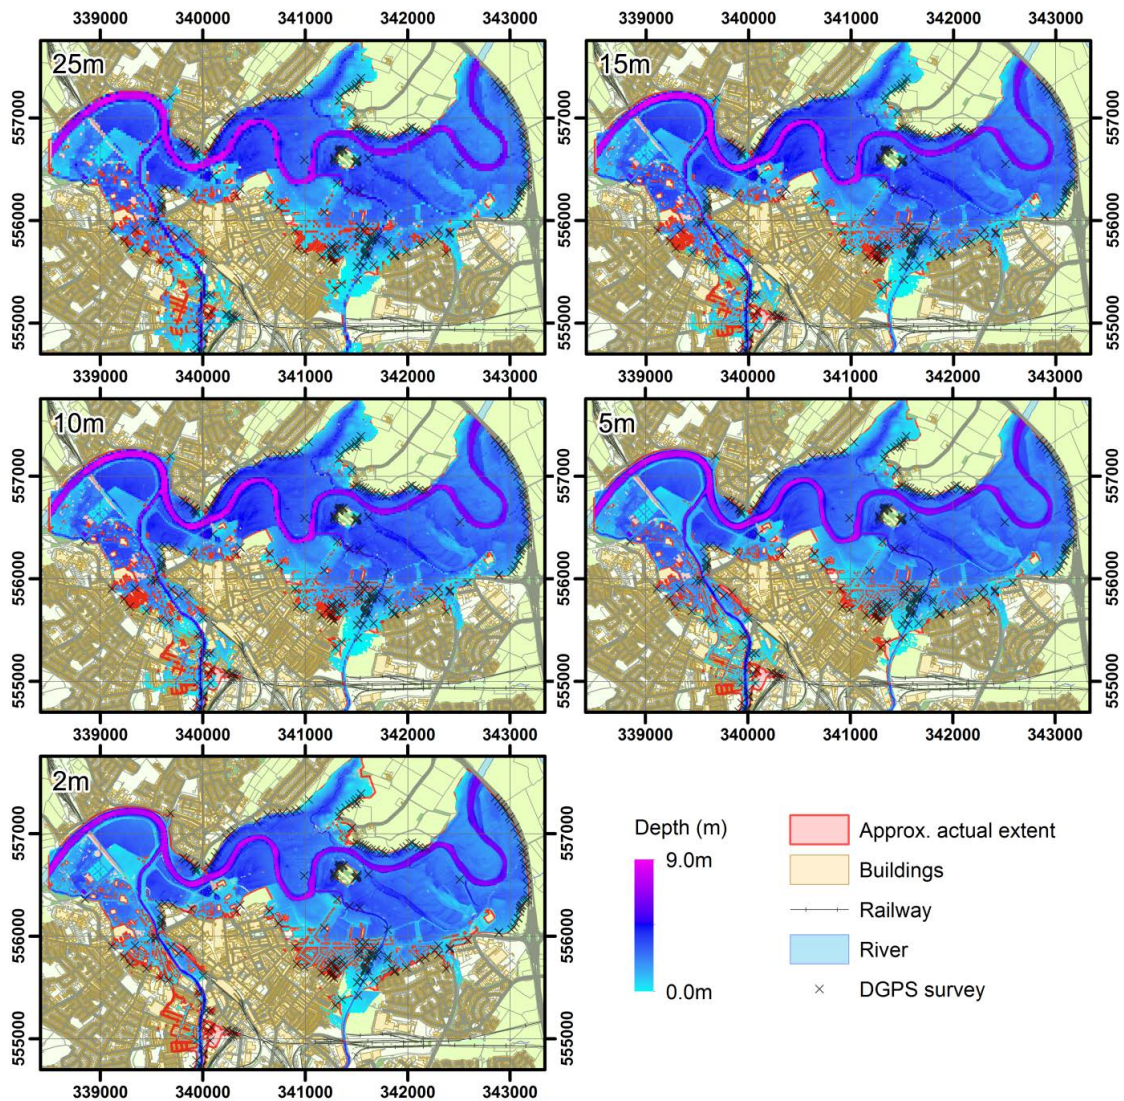 339000 340000 341000 342000 343000 339000 340000 341000 342000 343000
25m 15m
557000 557000
556000 556000
555000 555000
339000 340000 341000 342000 343000 339000 340000 341000 342000 343000
10m 5m
557000 557000
556000 556000
555000 555000
339000 340000 341000 342000 343000
2m
557000
556000
555000
339000 340000 341000 342000 343000
Depth (m)
9.0m
0.0m
Approx. actual extent
Buildings
Railway
River
DGPS survey